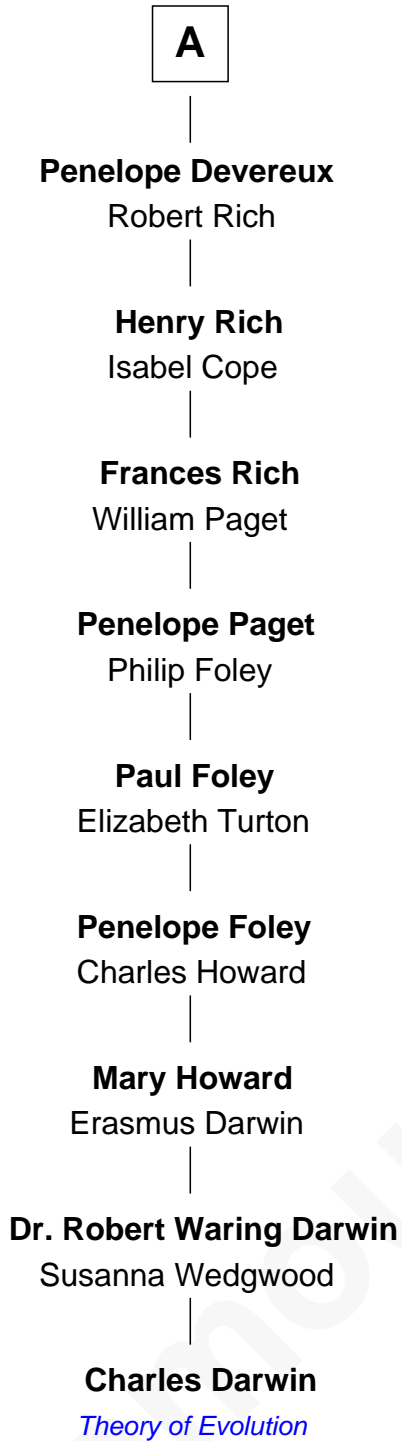 A
Penelope Devereux
Robert Rich
Henry Rich
Isabel Cope
Frances Rich
William Paget
Penelope Paget
Philip Foley
Paul Foley
Elizabeth Turton
Penelope Foley
Charles Howard
Mary Howard
Erasmus Darwin
Dr. Robert Waring Darwin
Susanna Wedgwood
Charles Darwin
Theory of Evolution